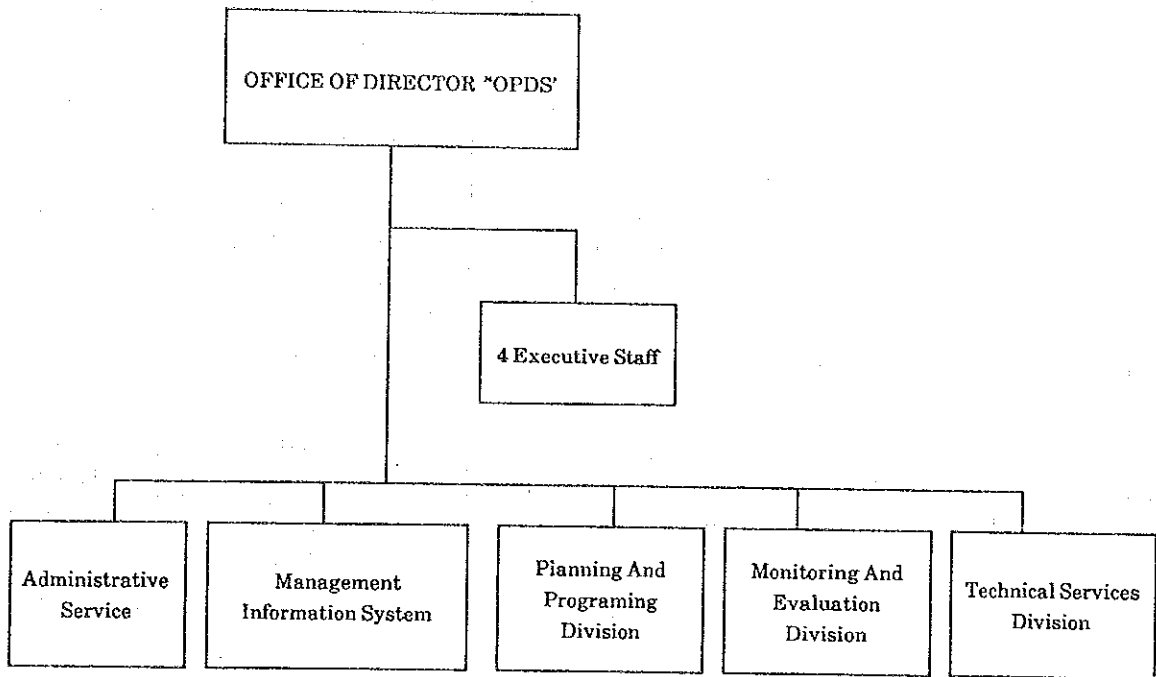 OFFICE OF DIRECTOR "OPDS'
4 Executive Staff
Administrative
Service
Management
Information System
Planning And
Programing
Division
Monitoring And
Evaluation
Division
Technical Services
Division